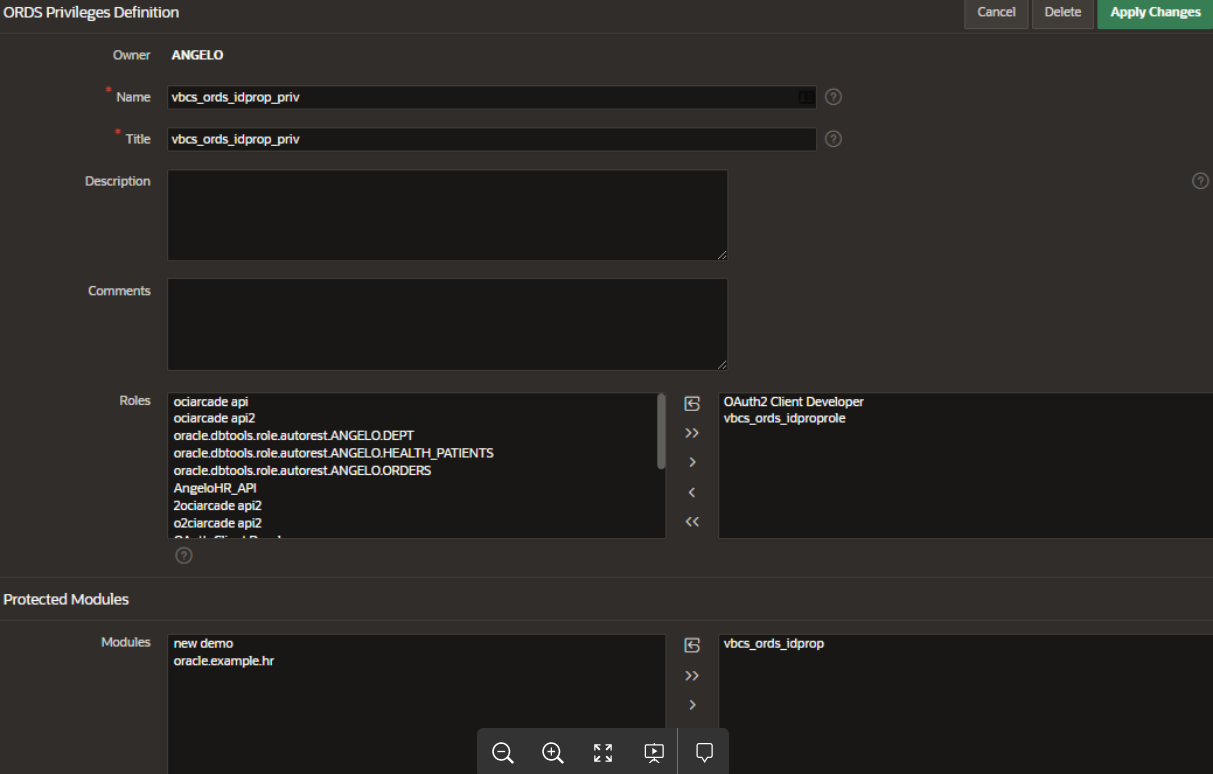 ORDS Privileges Definition
Cancel
Delete
Apply Changes
Owner
ANGELO
* Name
vbcs_ords_idprop_priv
?
* Title
vbcs_ords_idprop_priv
?
Description
?
Comments
Roles
ociarcade api
ociarcade api2
oracle.dbtools.role.autorest.ANGELO.DEPT
oracle.dbtools.role.autorest.ANGELO.HEALTH_PATIENTS
oracle.dbtools.role.autorest.ANGELO.ORDERS
AngeloHR_API
2ociarcade api2
o2ciarcade api2
OAuth2 Client Developer
vbcs_ords_idproprole
?
Protected Modules
Modules
new demo
oracle.example.hr
vbcs_ords_idprop